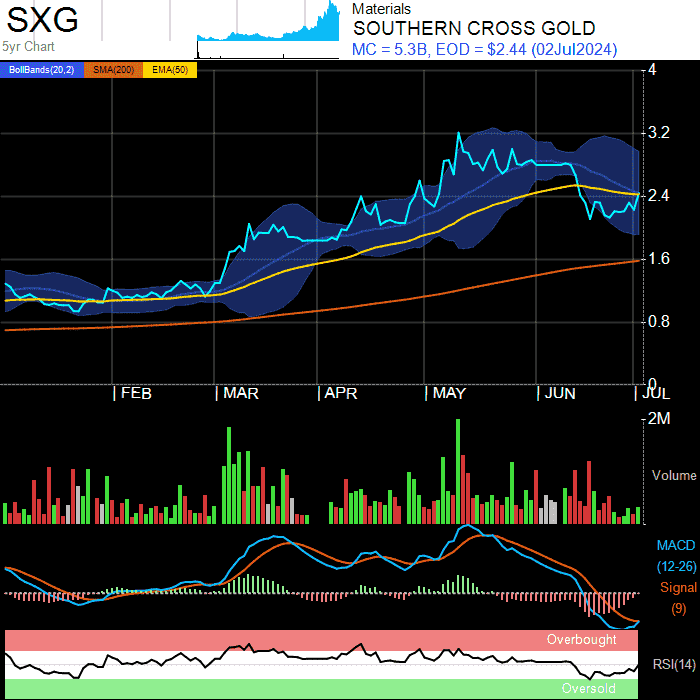 SXG
5yr Chart
Materials
SOUTHERN CROSS GOLD
MC = 5.3B, EOD = $2.44 (02Jul2024)
BollBands(20,2) SMA(200) EMA(50)
4
3.2
2.4
1.6
0.8
0
FEB MAR APR MAY JUN JUL
2M
Volume
MACD
(12-26)
Signal
(9)
Overbought
RSI(14)
Oversold